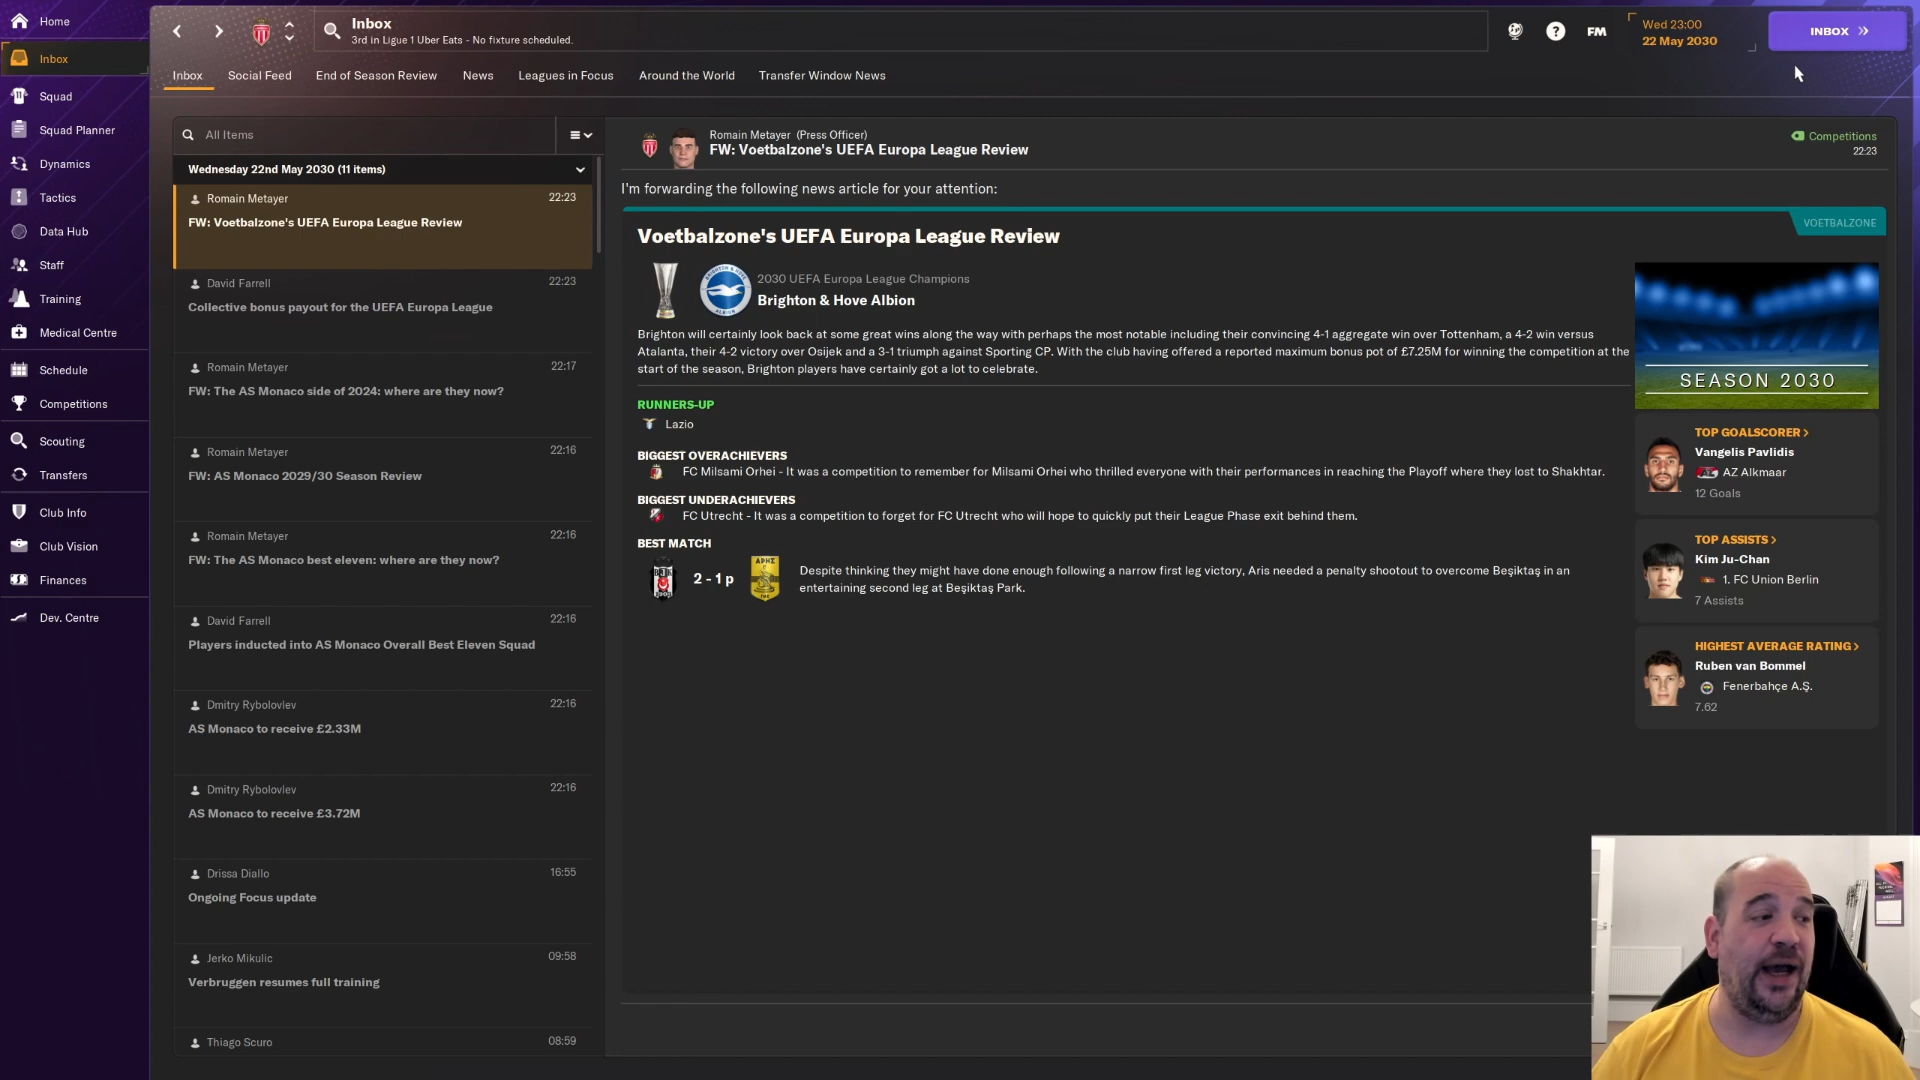 Home
Inbox
Squad
Squad Planner
Dynamics
Tactics
Data Hub
Staff
Training
Medical Centre
Schedule
Competitions
Scouting
Transfers
Club Info
Club Vision
Finances
Dev. Centre
Inbox
3rd in Ligue 1 Uber Eats - No fixture scheduled.
FM
Wed 23:00
22 May 2030
INBOX
Inbox Social Feed End of Season Review News Leagues in Focus Around the World Transfer Window News
All Items
Wednesday 22nd May 2030 (11 items)
Romain Metayer 22:23
FW: Voetbalzone's UEFA Europa League Review
David Farrell 22:23
Collective bonus payout for the UEFA Europa League
Romain Metayer 22:17
FW: The AS Monaco side of 2024: where are they now?
Romain Metayer 22:16
FW: AS Monaco 2029/30 Season Review
Romain Metayer 22:16
FW: The AS Monaco best eleven: where are they now?
David Farrell 22:16
Players inducted into AS Monaco Overall Best Eleven Squad
Dmitry Rybolovlev 22:16
AS Monaco to receive £2.33M
Dmitry Rybolovlev 22:16
AS Monaco to receive £3.72M
Drissa Diallo 16:55
Ongoing Focus update
Jerko Mikulic 09:58
Verbruggen resumes full training
Thiago Scuro 08:59
Romain Metayer (Press Officer)
FW: Voetbalzone's UEFA Europa League Review
Competitions
22:23
I'm forwarding the following news article for your attention:
VOETBALZONE
Voetbalzone's UEFA Europa League Review
2030 UEFA Europa League Champions
Brighton & Hove Albion
Brighton will certainly look back at some great wins along the way with perhaps the most notable including their convincing 4-1 aggregate win over Tottenham, a 4-2 win versus
Atalanta, their 4-2 victory over Osijek and a 3-1 triumph against Sporting CP. With the club having offered a reported maximum bonus pot of £7.25M for winning the competition at the
start of the season, Brighton players have certainly got a lot to celebrate.
RUNNERS-UP
Lazio
BIGGEST OVERACHIEVERS
FC Milsami Orhei - It was a competition to remember for Milsami Orhei who thrilled everyone with their performances in reaching the Playoff where they lost to Shakhtar.
BIGGEST UNDERACHIEVERS
FC Utrecht - It was a competition to forget for FC Utrecht who will hope to quickly put their League Phase exit behind them.
BEST MATCH
2 - 1 p
Despite thinking they might have done enough following a narrow first leg victory, Aris needed a penalty shootout to overcome Beşiktaş in an
entertaining second leg at Beşiktaş Park.
SEASON 2030
TOP GOALSCORER
Vangelis Pavlidis
AZ Alkmaar
12 Goals
TOP ASSISTS
Kim Ju-Chan
1. FC Union Berlin
7 Assists
HIGHEST AVERAGE RATING
Ruben van Bommel
Fenerbahçe A.Ş.
7.62